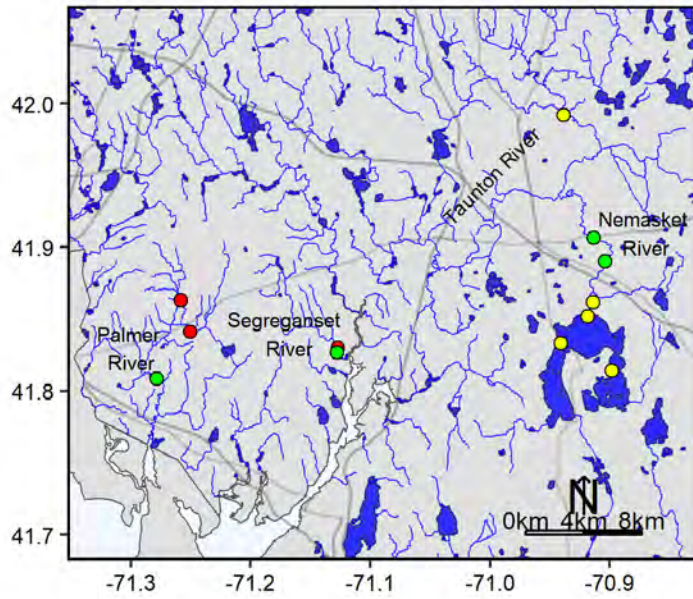 42.0
Taunton River
Nemasket
River
41.9
Segreganset
River
Palmer
River
41.8
N
0km 4km 8km
41.7
-71.3 -71.2 -71.1 -71.0 -70.9